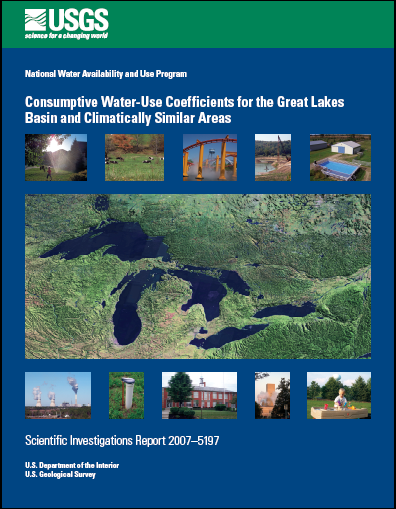 USGS
science for a changing world
National Water Availability and Use Program
Consumptive Water-Use Coefficients for the Great Lakes
Basin and Climatically Similar Areas
Scientific Investigations Report 2007–5197
U.S. Department of the Interior
U.S. Geological Survey